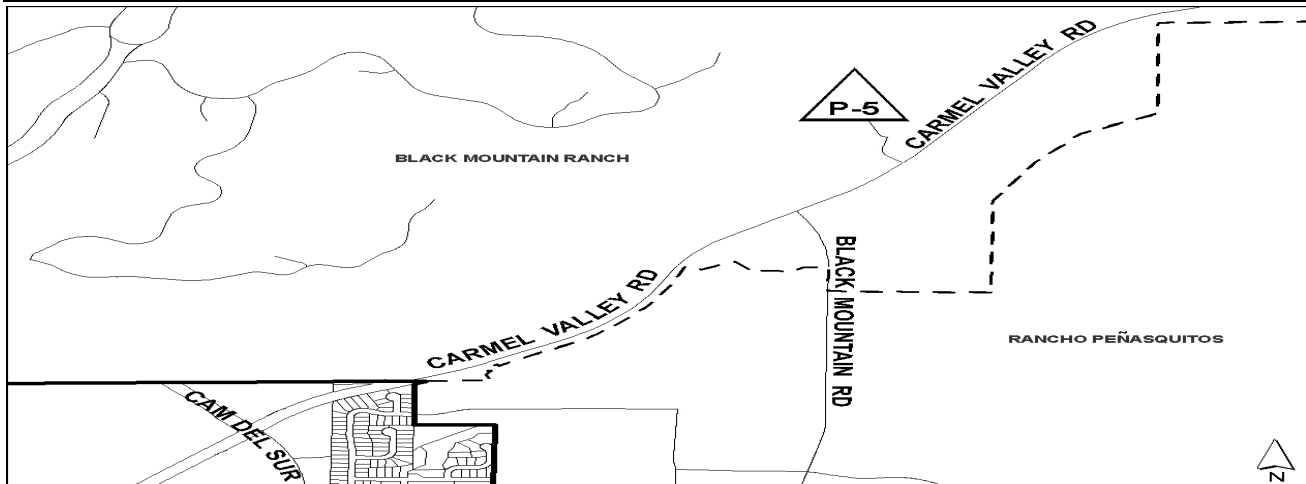 CARMEL VALLEY RD
P-5
BLACK MOUNTAIN RANCH
BLACK MOUNTAIN RD
CARMEL VALLEY RD
RANCHO PEÑASQUITOS
CAM DEL SUR
N